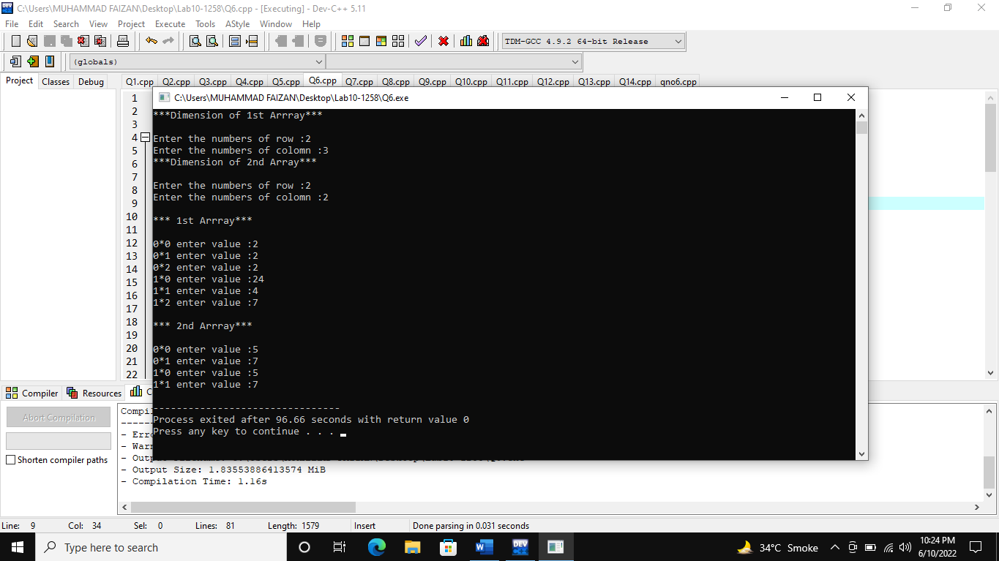 C:\Users\MUHAMMAD FAIZAN\Desktop\Lab10-1258\Q6.cpp - [Executing] - Dev-C++ 5.11
File Edit Search View Project Execute Tools AStyle Window Help
TDM-GCC 4.9.2 64-bit Release
(globals)
Project Classes Debug
Q1.cpp Q2.cpp Q3.cpp Q4.cpp Q5.cpp Q6.cpp Q7.cpp Q8.cpp Q9.cpp Q10.cpp Q11.cpp Q12.cpp Q13.cpp Q14.cpp qno6.cpp
1
2
3
4
5
6
7
8
9
10
11
12
13
14
15
16
17
18
19
20
21
22
C:\Users\MUHAMMAD FAIZAN\Desktop\Lab10-1258\Q6.exe
***Dimension of 1st Arrray***
Enter the numbers of row :2
Enter the numbers of colomn :3
***Dimension of 2nd Array***
Enter the numbers of row :2
Enter the numbers of colomn :2
*** 1st Arrray***
0*0 enter value :2
0*1 enter value :2
0*2 enter value :2
1*0 enter value :24
1*1 enter value :4
1*2 enter value :7
*** 2nd Arrray***
0*0 enter value :5
0*1 enter value :7
1*0 enter value :5
1*1 enter value :7
--------------------------------
Process exited after 96.66 seconds with return value 0
Press any key to continue . . .
Compiler Resources
Abort Compilation
Shorten compiler paths
- Output Size: 1.83553886413574 MiB
- Compilation Time: 1.16s
Line: 9 Col: 34 Sel: 0 Lines: 81 Length: 1579 Insert Done parsing in 0.031 seconds
Type here to search
DEV
34°C Smoke
10:24 PM
6/10/2022